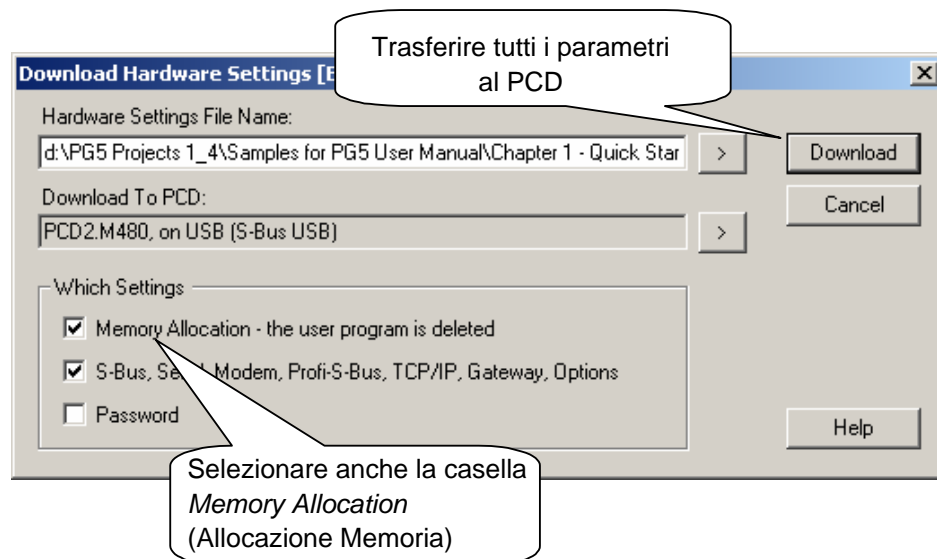 Trasferire tutti i parametri
al PCD
Download Hardware Settings [
Hardware Settings File Name:
d:\PG5 Projects 1_4\Samples for PG5 User Manual\Chapter 1 - Quick Star
>
Download
Download To PCD:
Cancel
PCD2.M480, on USB (S-Bus USB)
>
Which Settings
Memory Allocation - the user program is deleted
S-Bus, Modem, Profi-S-Bus, TCP/IP, Gateway, Options
Password
Help
Selezionare anche la casella
Memory Allocation
(Allocazione Memoria)